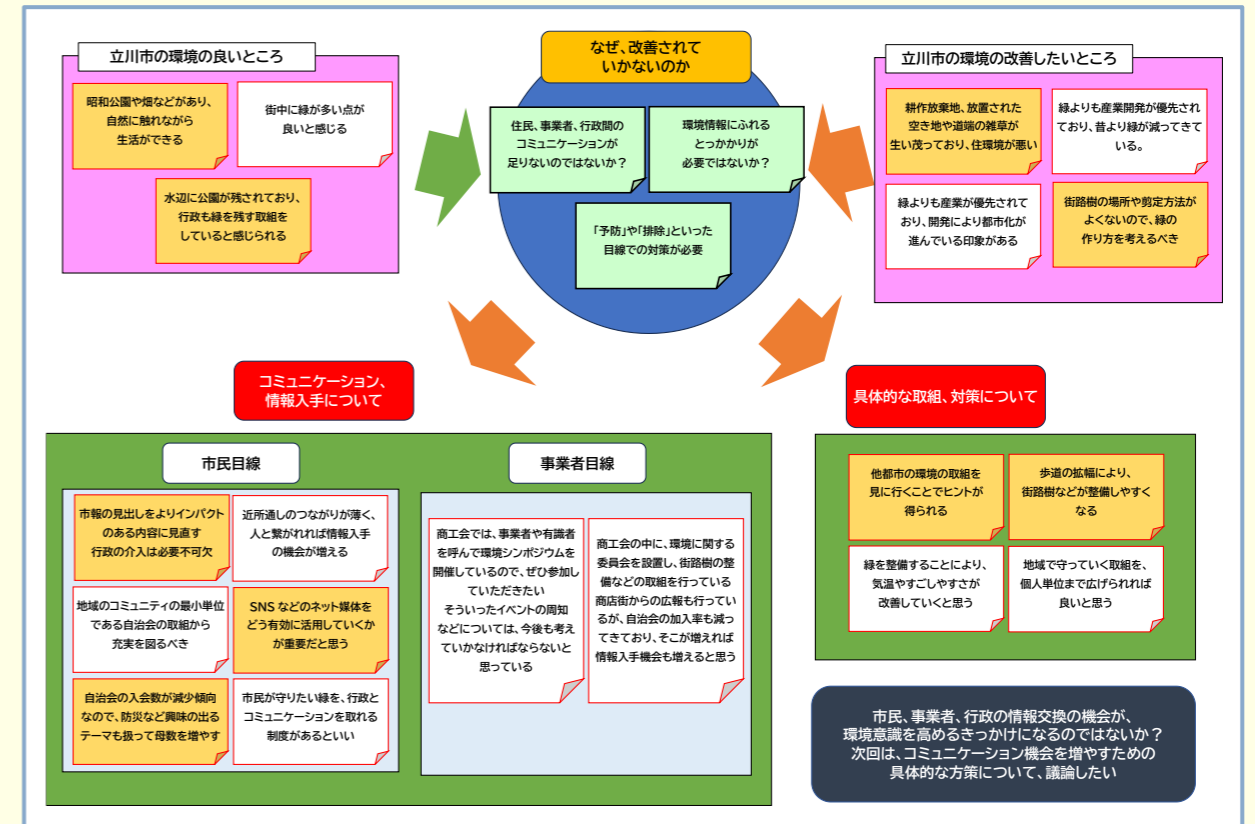 立川市の環境の良いところ
昭和公園や畑などがあり、
自然に触れながら
生活ができる
街中に緑が多い点が
良いと感じる
水辺に公園が残されており、
行政も緑を残す取組を
していると感じられる
なぜ、改善されて
いかないのか
住民、事業者、行政間の
コミュニケーションが
足りないのではないか？
環境情報にふれる
とっかかりが
必要ではないか？
「予防」や「排除」といった
目線での対策が必要
立川市の環境の改善したいところ
耕作放棄地、放置された
空き地や道端の雑草が
生い茂っており、住環境が悪い
緑よりも産業開発が優先され
ており、昔より緑が減ってきて
いる。
緑よりも産業が優先されて
おり、開発により都市化が
進んでいる印象がある
街路樹の場所や剪定方法が
よくないので、緑の
作り方を考えるべき
コミュニケーション、
情報入手について
市民目線
市報の見出しをよりインパクト
のある内容に見直す
行政の介入は必要不可欠
近所通しのつながりが薄く、
人と繋がれれば情報入手
の機会が増える
地域のコミュニティの最小単位
である自治会の取組から
充実を図るべき
SNSなどのネット媒体を
どう有効に活用していくか
が重要だと思う
自治会の入会数が減少傾向
なので、防災など興味の出る
テーマも扱って母数を増やす
市民が守りたい緑を、行政と
コミュニケーションを取れる
制度があるといい
事業者目線
商工会では、事業者や有識者
を呼んで環境シンポジウムを
開催しているので、ぜひ参加し
ていただきたい
そういったイベントの周知
などについては、今後も考え
ていかなければならないと
思っている
商工会の中に、環境に関する
委員会を設置し、街路樹の整
備などの取組を行っている
商店街からの広報も行ってい
るが、自治会の加入率も減っ
てきており、そこが増えれば
情報入手機会も増えると思う
具体的な取組、対策について
他都市の環境の取組を
見に行くことでヒントが
得られる
歩道の拡幅により、
街路樹などが整備しやすく
なる
緑を整備することにより、
気温やすごしやすさが
改善していくと思う
地域で守っていく取組を、
個人単位まで広げられれば
良いと思う
市民、事業者、行政の情報交換の機会が、
環境意識を高めるきっかけになるのではないか？
次回は、コミュニケーション機会を増やすための
具体的な方策について、議論したい